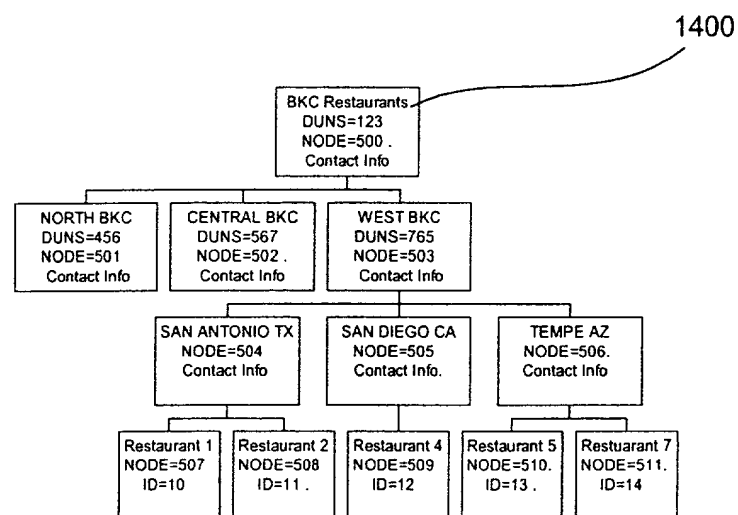 1400
BKC Restaurants
DUNS=123
NODE=500 .
Contact Info
NORTH BKC
DUNS=456
NODE=501
Contact Info
CENTRAL BKC
DUNS=567
NODE=502 .
Contact Info
WEST BKC
DUNS=765
NODE=503
Contact Info
SAN ANTONIO TX
NODE=504
Contact Info
SAN DIEGO CA
NODE=505
Contact Info.
TEMPE AZ
NODE=506.
Contact Info
Restaurant 1
NODE=507
ID=10
Restaurant 2
NODE=508
ID=11 .
Restaurant 4
NODE=509
ID=12
Restaurant 5
NODE=510.
ID=13 .
Restuarant 7
NODE=511.
ID=14